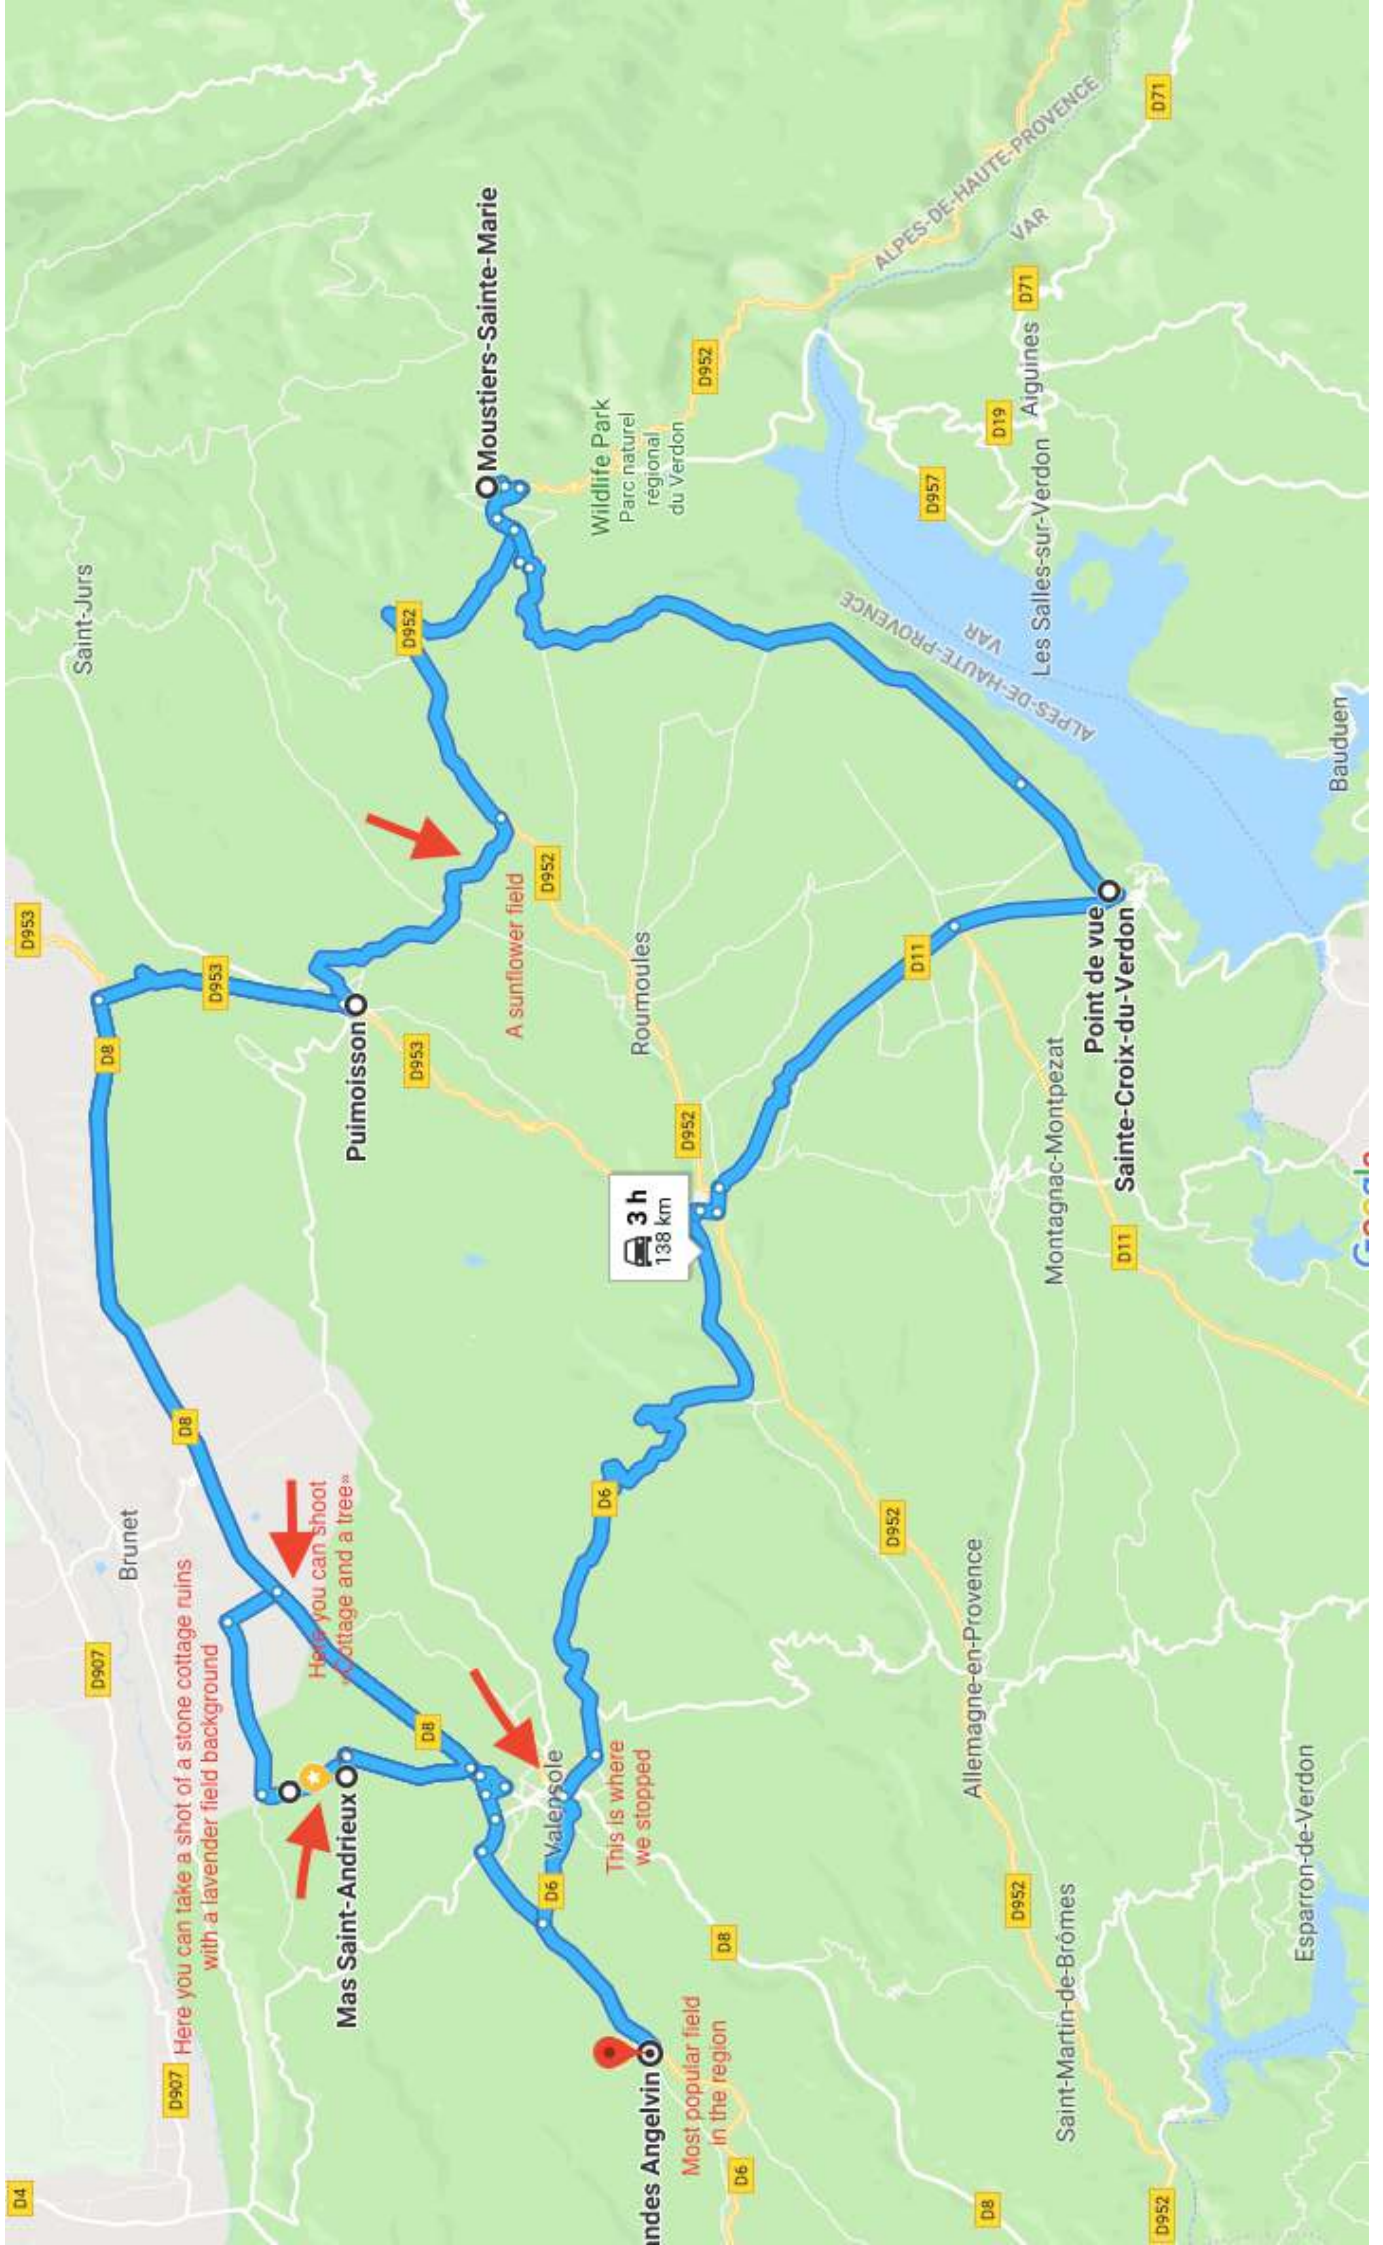 D4
D953
Saint-Jurs
D907
D8
Brunet
D907
Here you can take a shot of a stone cottage ruins
with a lavender field background
D8
D953
Here you can shoot
«Cottage and a tree»
Mas Saint-Andrieux
Puimoisson
D952
D953
D8
Moustiers-Sainte-Marie
A sunflower field
D952
D6
Valensole
Wildlife Park
Parc naturel
régional
du Verdon
D6
This is where
we stopped
3 h
138 km
Roumoules
andes Angelvin
Most popular field
in the region
D952
D952
D8
D6
D952
D11
ALPES-DE-HAUTE-PROVENCE
VAR
ALPES-DE-HAUTE-PROVENCE
VAR
D957
Allemagne-en-Provence
D8
D19
D952
D71
Aiguines
Les Salles-sur-Verdon
Montagnac-Montpezat
Saint-Martin-de-Brômes
Point de vue
Sainte-Croix-du-Verdon
D11
D71
D952
Esparron-de-Verdon
Bauduen
Google